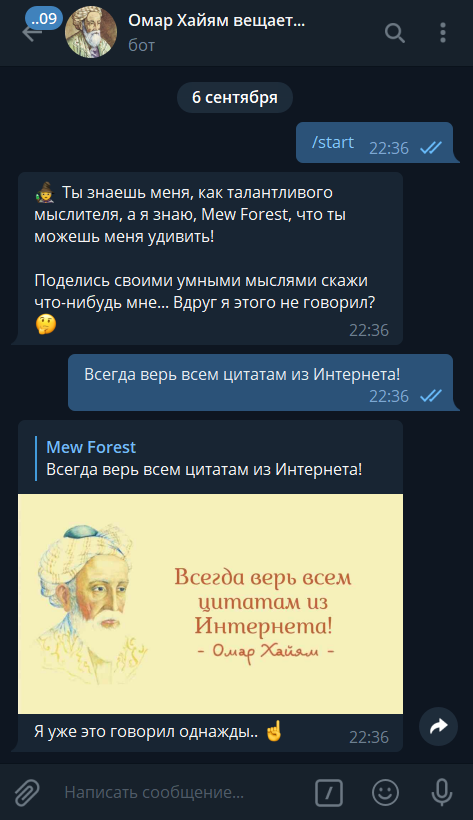 ..09
Омар Хайям вещает...
бот
6 сентября
/start
22:36
Ты знаешь меня, как талантливого
мыслителя, а я знаю, Mew Forest, что ты
можешь меня удивить!
Поделись своими умными мыслями скажи
что-нибудь мне... Вдруг я этого не говорил?
22:36
Всегда верь всем цитатам из Интернета!
22:36
Mew Forest
Всегда верь всем цитатам из Интернета!
Всегда верь всем
цитатам из
Интернета!
- Омар Хайям -
Я уже это говорил однажды..
22:36
Написать сообщение...
/